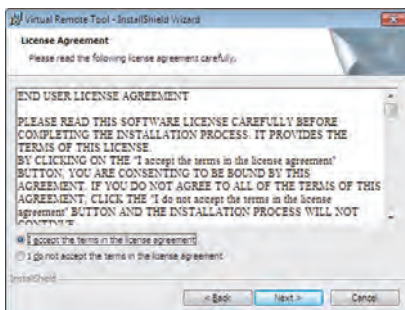 Virtual Remote Tool - InstallShield Wizard
License Agreement
Please read the following license agreement carefully.
END USER LICENSE AGREEMENT
PLEASE READ THIS SOFTWARE LICENSE CAREFULLY BEFORE
COMPLETING THE INSTALLATION PROCESS. IT PROVIDES THE
TERMS OF THIS LICENSE.
BY CLICKING ON THE "I accept the terms in the license agreement"
BUTTON, YOU ARE CONSENTING TO BE BOUND BY THIS
AGREEMENT. IF YOU DO NOT AGREE TO ALL OF THE TERMS OF THIS
AGREEMENT, CLICK THE "I do not accept the terms in the license
agreement" BUTTON AND THE INSTALLATION PROCESS WILL NOT
CONTINUE.
I accept the terms in the license agreement
I do not accept the terms in the license agreement
InstallShield
< Back Next > Cancel